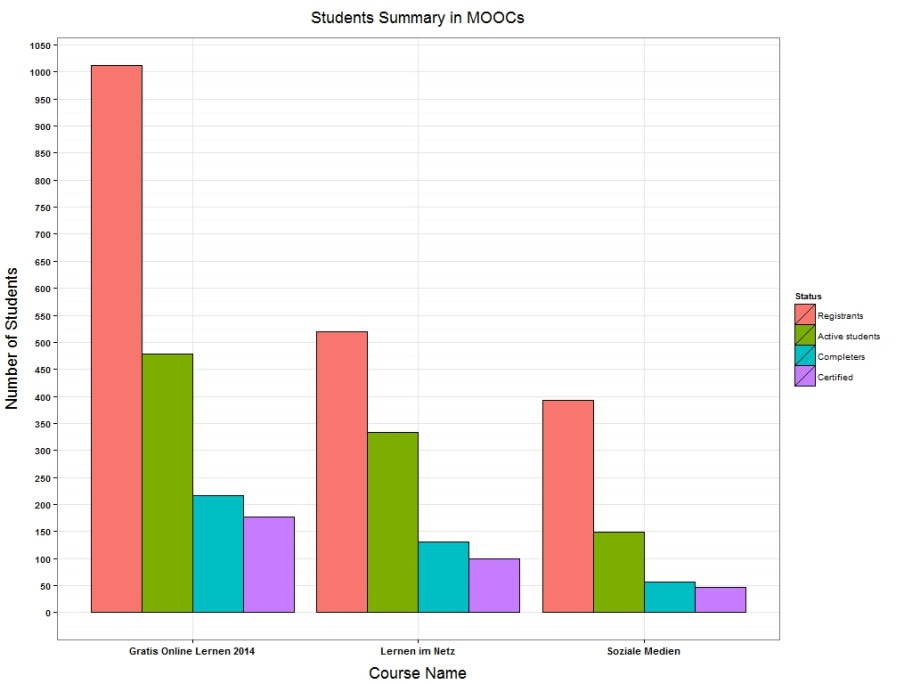 Students Summary in MOOCs
1050
1000
950
900
850
800
750
700
650
600
550
500
450
400
350
300
250
200
150
100
50
0
Number of Students
Gratis Online Lernen 2014
Lernen im Netz
Soziale Medien
Course Name
Status
Registrants
Active students
Completers
Certified